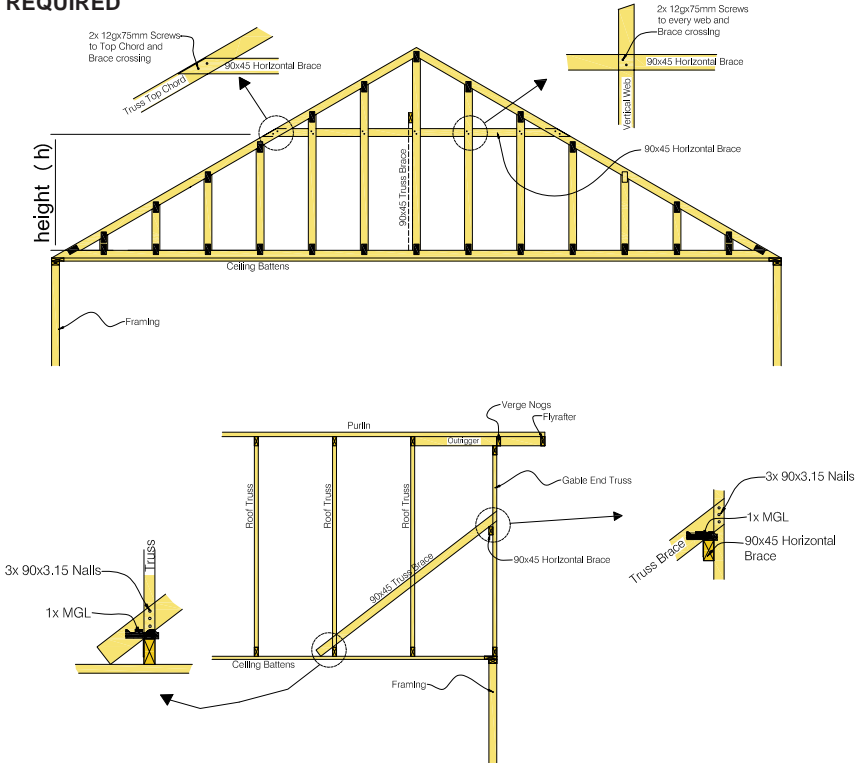 REQUIRED
2x 12gx75mm Screws
to Top Chord and
Brace crossing
90x45 Horizontal Brace
Truss Top Chord
2x 12gx75mm Screws
to every web and
Brace crossing
90x45 Horizontal Brace
Vertical Web
90x45 Horizontal Brace
height ( h)
90x45 Truss Brace
Ceiling Battens
Framing
Verge Nogs
Flyrafter
Purlin
Outrigger
Roof Truss
Roof Truss
Roof Truss
Gable End Truss
90x45 Horizontal Brace
90x45 Truss Brace
Ceiling Battens
Framing
3x 90x3.15 Nails
1x MGL
90x45 Horizontal
Brace
Truss Brace
Truss
3x 90x3.15 Nails
1x MGL